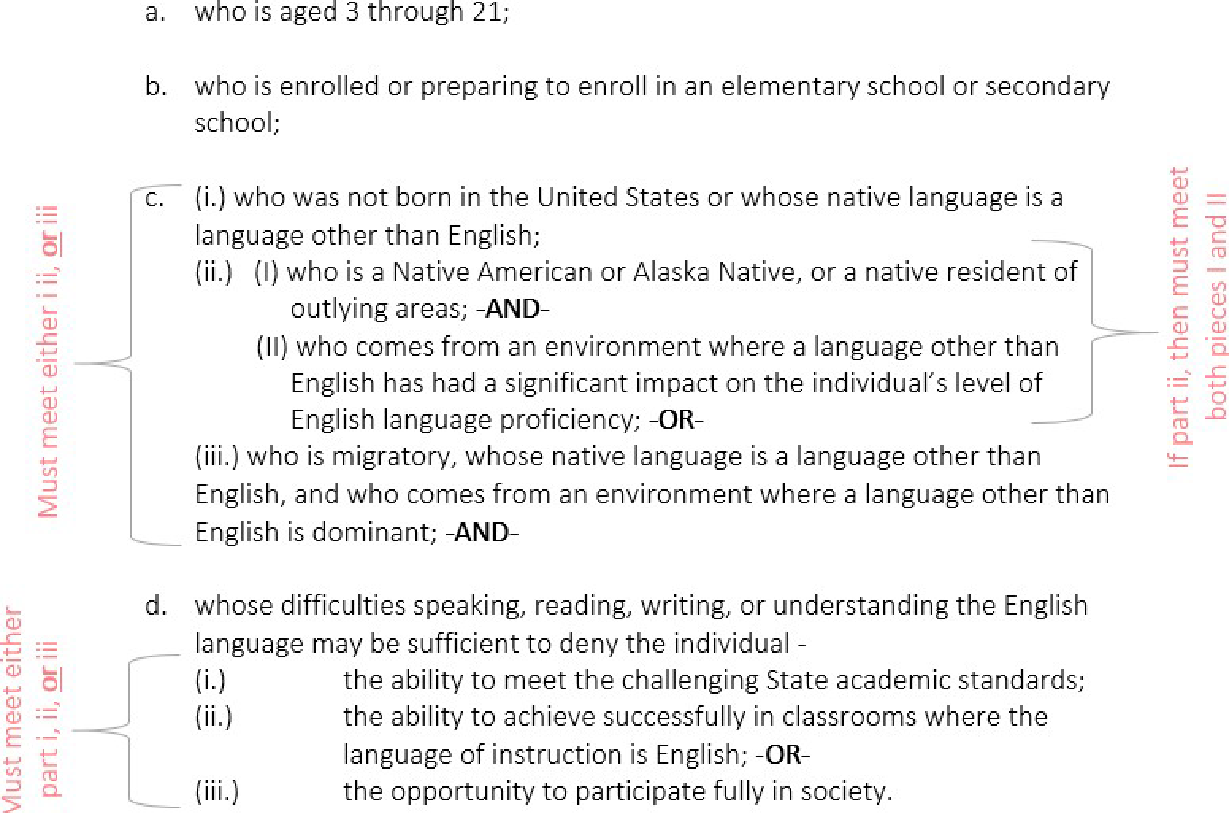 a. who is aged 3 through 21;
b. who is enrolled or preparing to enroll in an elementary school or secondary
school;
c. (i.) who was not born in the United States or whose native language is a
language other than English;
(ii.) (I) who is a Native American or Alaska Native, or a native resident of
outlying areas; -AND-
(II) who comes from an environment where a language other than
English has had a significant impact on the individual's level of
English language proficiency; -OR-
(iii.) who is migratory, whose native language is a language other than
English, and who comes from an environment where a language other than
English is dominant; -AND-
Must meet either i ii, or iii
If part ii, then must meet
both pieces I and II
d. whose difficulties speaking, reading, writing, or understanding the English
language may be sufficient to deny the individual -
(i.) the ability to meet the challenging State academic standards;
(ii.) the ability to achieve successfully in classrooms where the
language of instruction is English; -OR-
(iii.) the opportunity to participate fully in society.
Must meet either
part i, ii, or iii